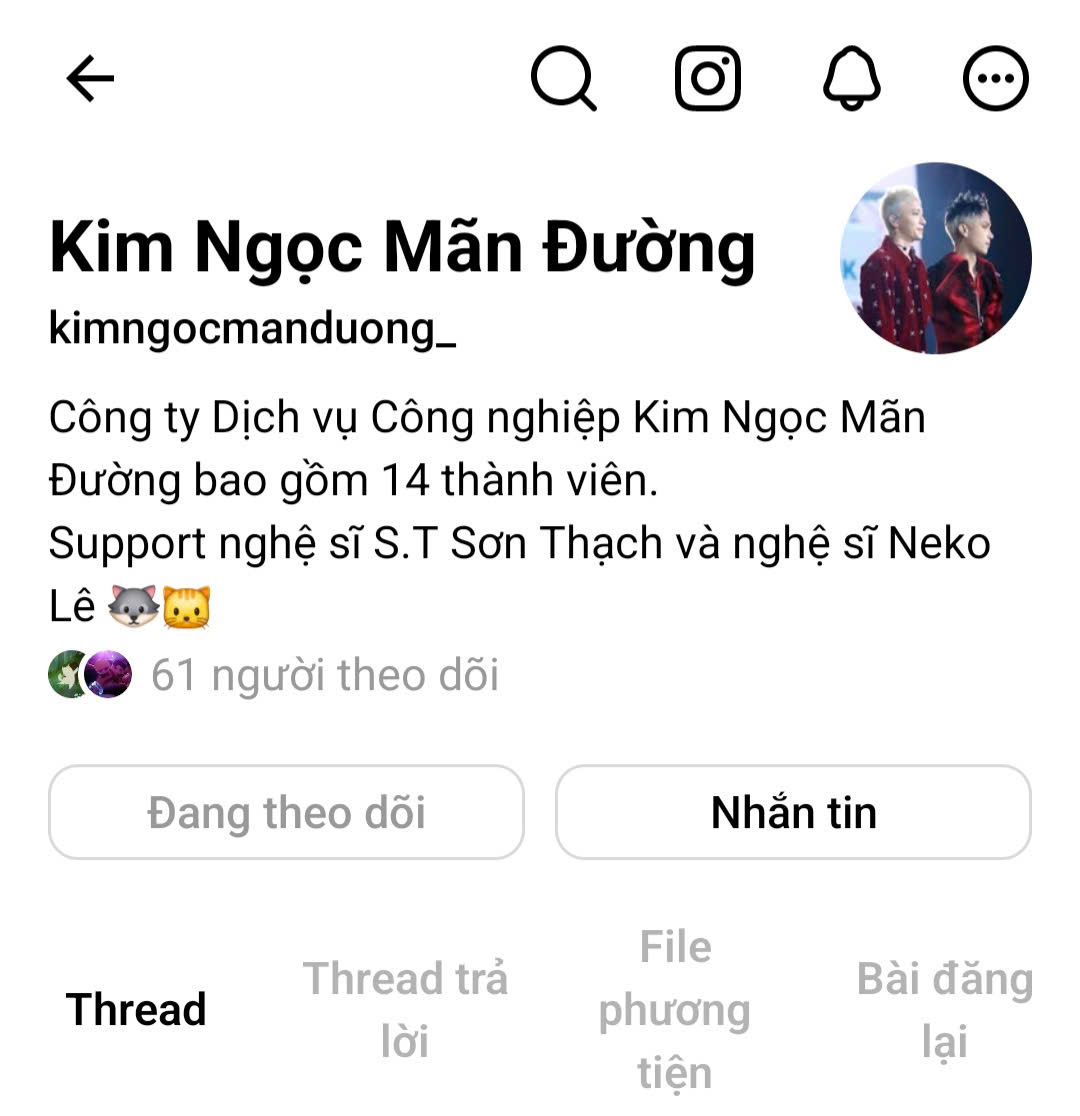 Kim Ngọc Mãn Đường
kimngocmanduong_
Công ty Dịch vụ Công nghiệp Kim Ngọc Mãn
Đường bao gồm 14 thành viên.
Support nghệ sĩ S.T Sơn Thạch và nghệ sĩ Neko
Lê 🐺🐱
61 người theo dõi
Đang theo dõi
Nhắn tin
Thread
Thread trả
lời
File
phương
tiện
Bài đăng
lại